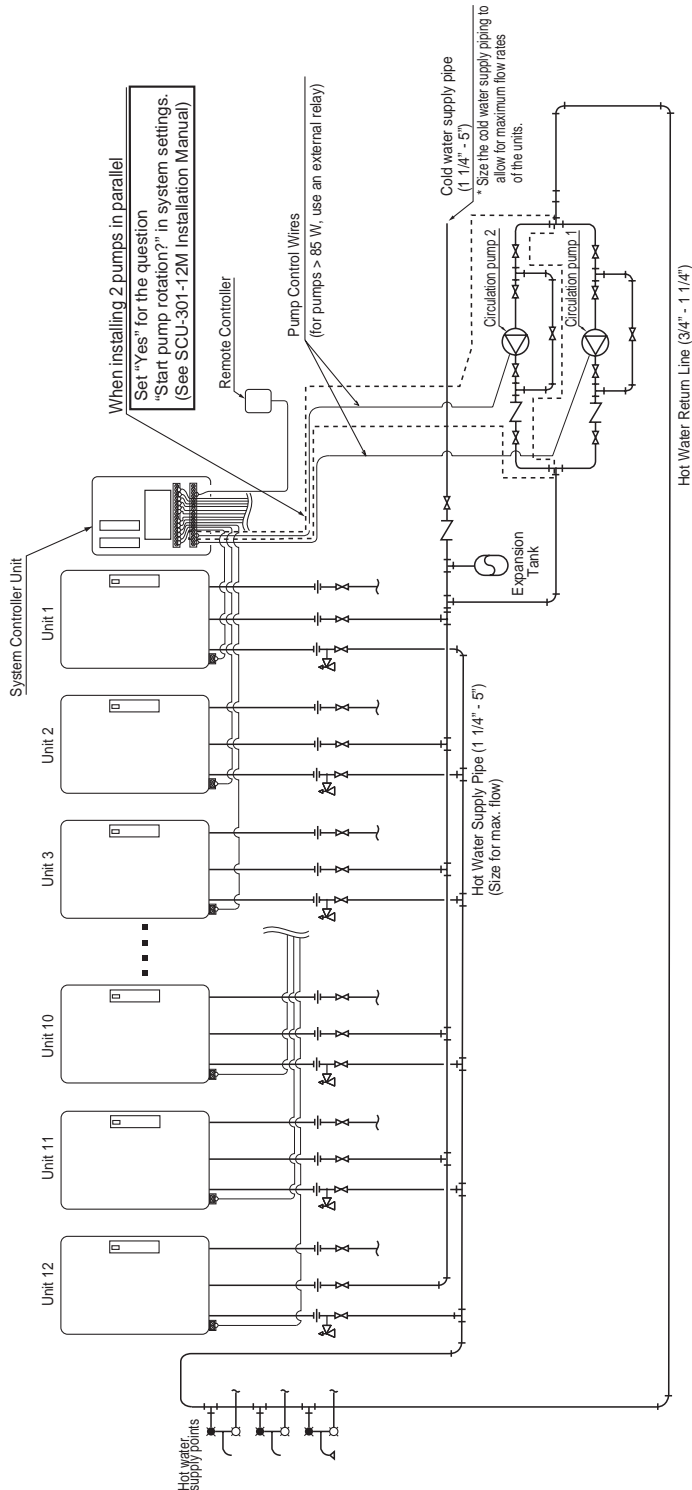 System Controller Unit
When installing 2 pumps in parallel
Set “Yes” for the question
“Start pump rotation?” in system settings.
(See SCU-301-12M Installation Manual)
Remote Controller
Pump Control Wires
(for pumps > 85 W, use an external relay)
Cold water supply pipe
(1 1/4” - 5”)
* Size the cold water supply piping to
allow for maximum flow rates
of the units.
Unit 12
Unit 11
Unit 10
Unit 3
Unit 2
Unit 1
Hot water
supply points
Hot Water Supply Pipe (1 1/4” - 5”)
(Size for max. flow)
Expansion
Tank
Circulation pump 2
Circulation pump 1
Hot Water Return Line (3/4” - 1 1/4”)